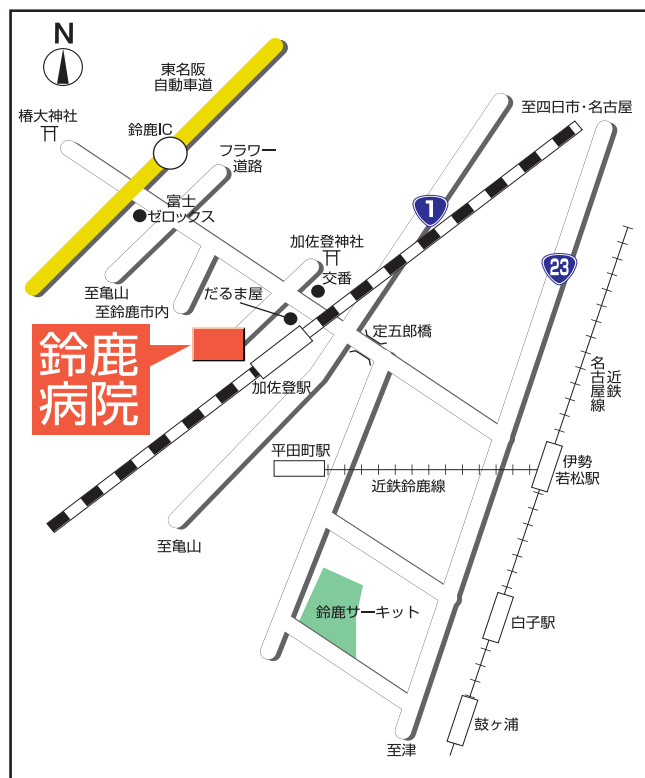 N
東名阪
自動車道
椿大神社
鈴鹿IC
フラワー
道路
至四日市・名古屋
富士
ゼロックス
1
加佐登神社
交番
23
至亀山
至鈴鹿市内
だるま屋
定五郎橋
鈴鹿
病院
加佐登駅
近鉄
名古屋線
平田町駅
近鉄鈴鹿線
伊勢
若松駅
至亀山
鈴鹿サーキット
白子駅
鼓ヶ浦
至津